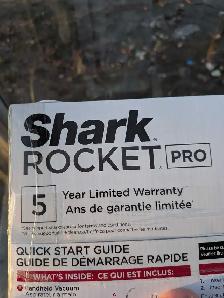 Shark
ROCKET PRO
5 Year Limited Warranty
Ans de garantie limitée*
QUICK START GUIDE
GUIDE DE DÉMARRAGE RAPIDE
WHAT'S INSIDE: CE QUI EST INCLUS:
Handheld Vacuum